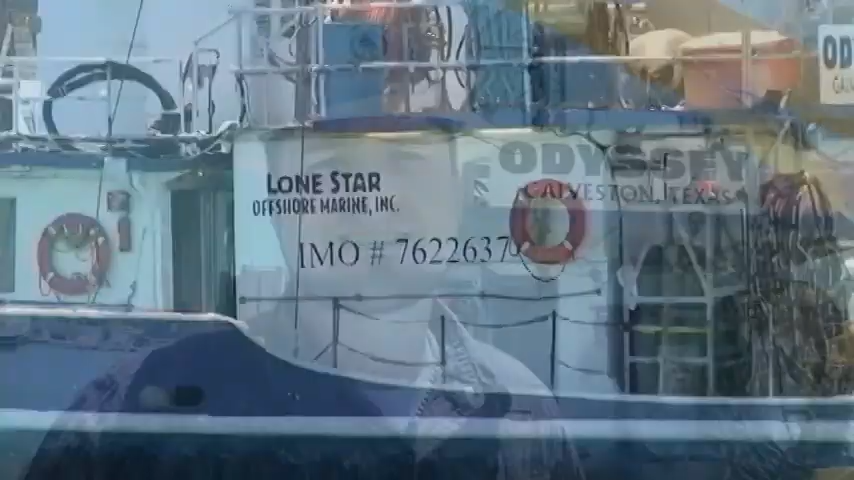 ODYSSEY
GALVESTON, TEXAS
LONE STAR
OFFSHORE MARINE, INC.
IMO # 7622637